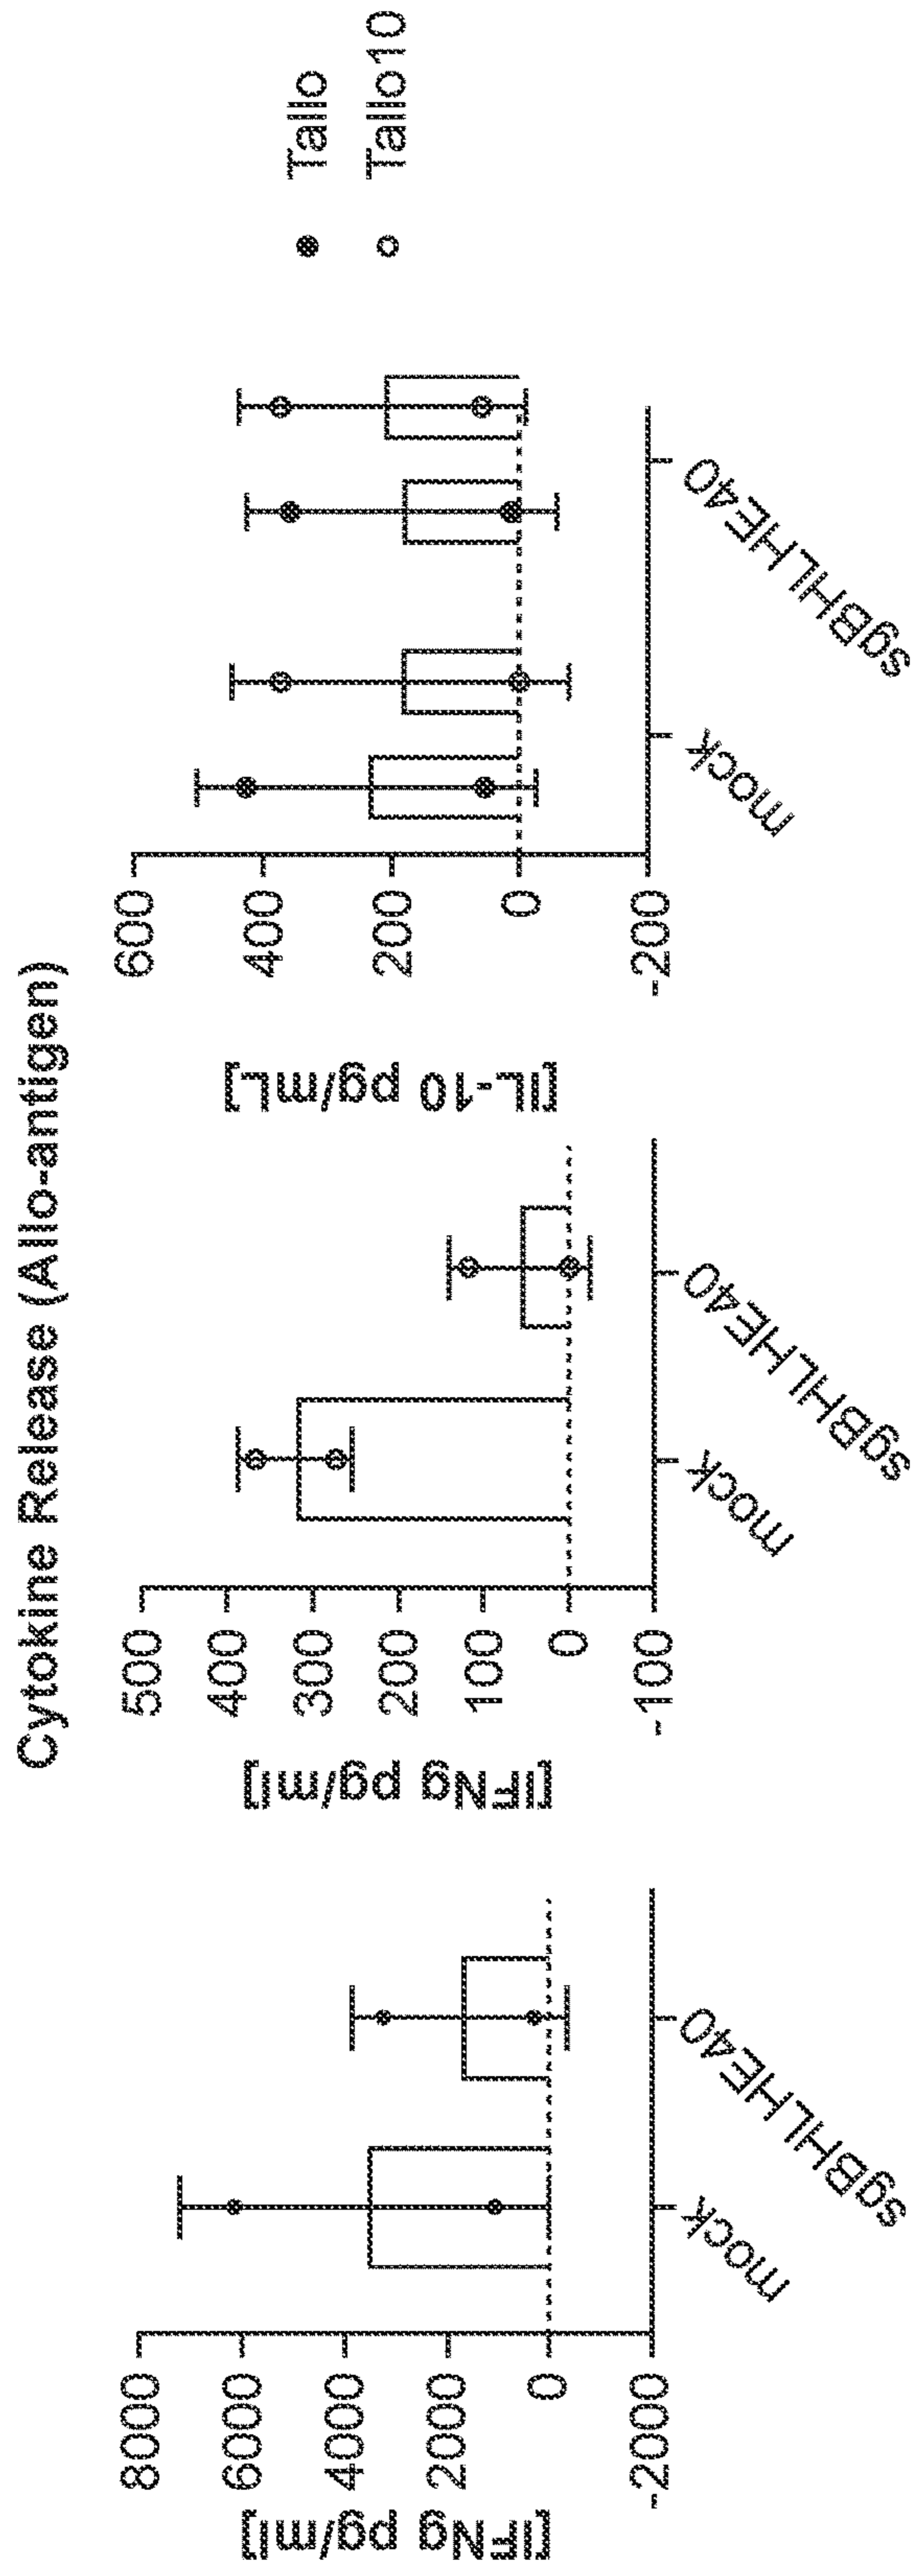 Cytokine Release (Allo-antigen)
[IFNg pg/ml]
8000
6000
4000
2000
0
-2000
mock
sgBHLHE40
[IFNg pg/ml]
500
400
300
200
100
0
-100
mock
sgBHLHE40
[IL-10 pg/mL]
600
400
200
0
-200
mock
sgBHLHE40
Tallo
Tallo10